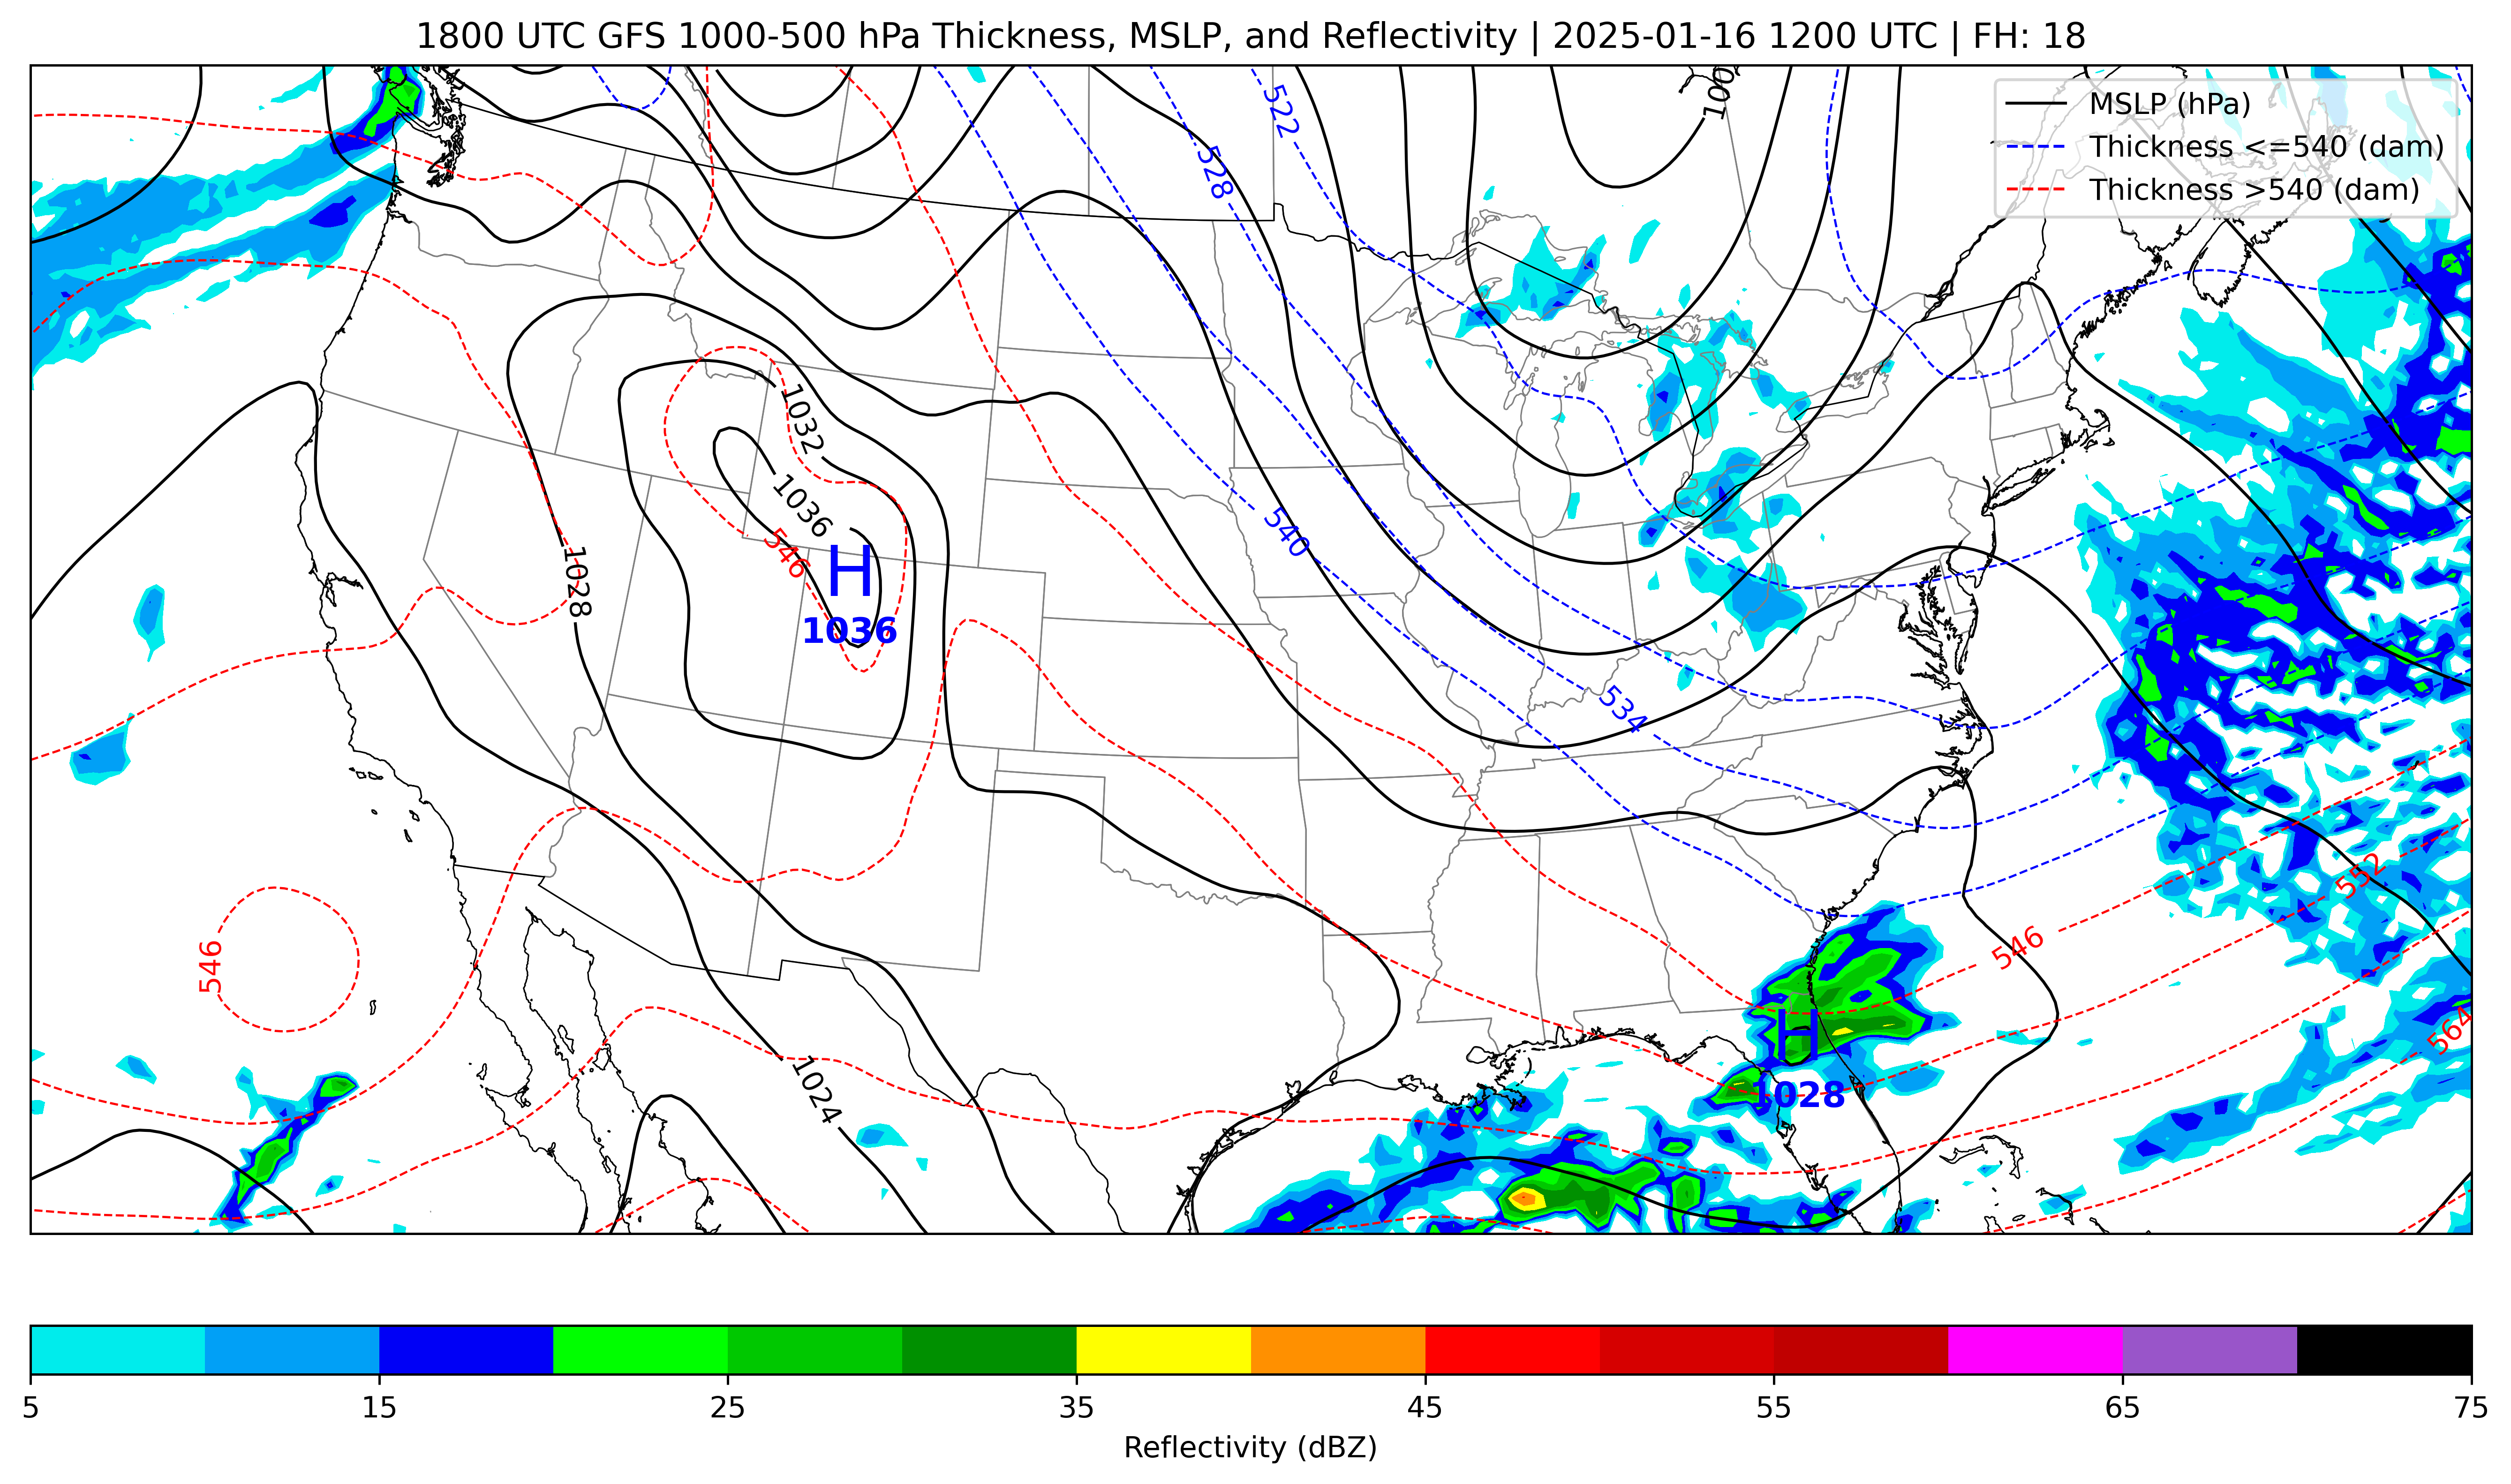 1800 UTC GFS 1000-500 hPa Thickness, MSLP, and Reflectivity | 2025-01-16 1200 UTC | FH: 18
MSLP (hPa)
Thickness <=540 (dam)
Thickness >540 (dam)
522
528
1032
1036
540
546
H
1036
1028
534
552
546
546
H
1028
564
1024
5 15 25 35 45 55 65 75
Reflectivity (dBZ)